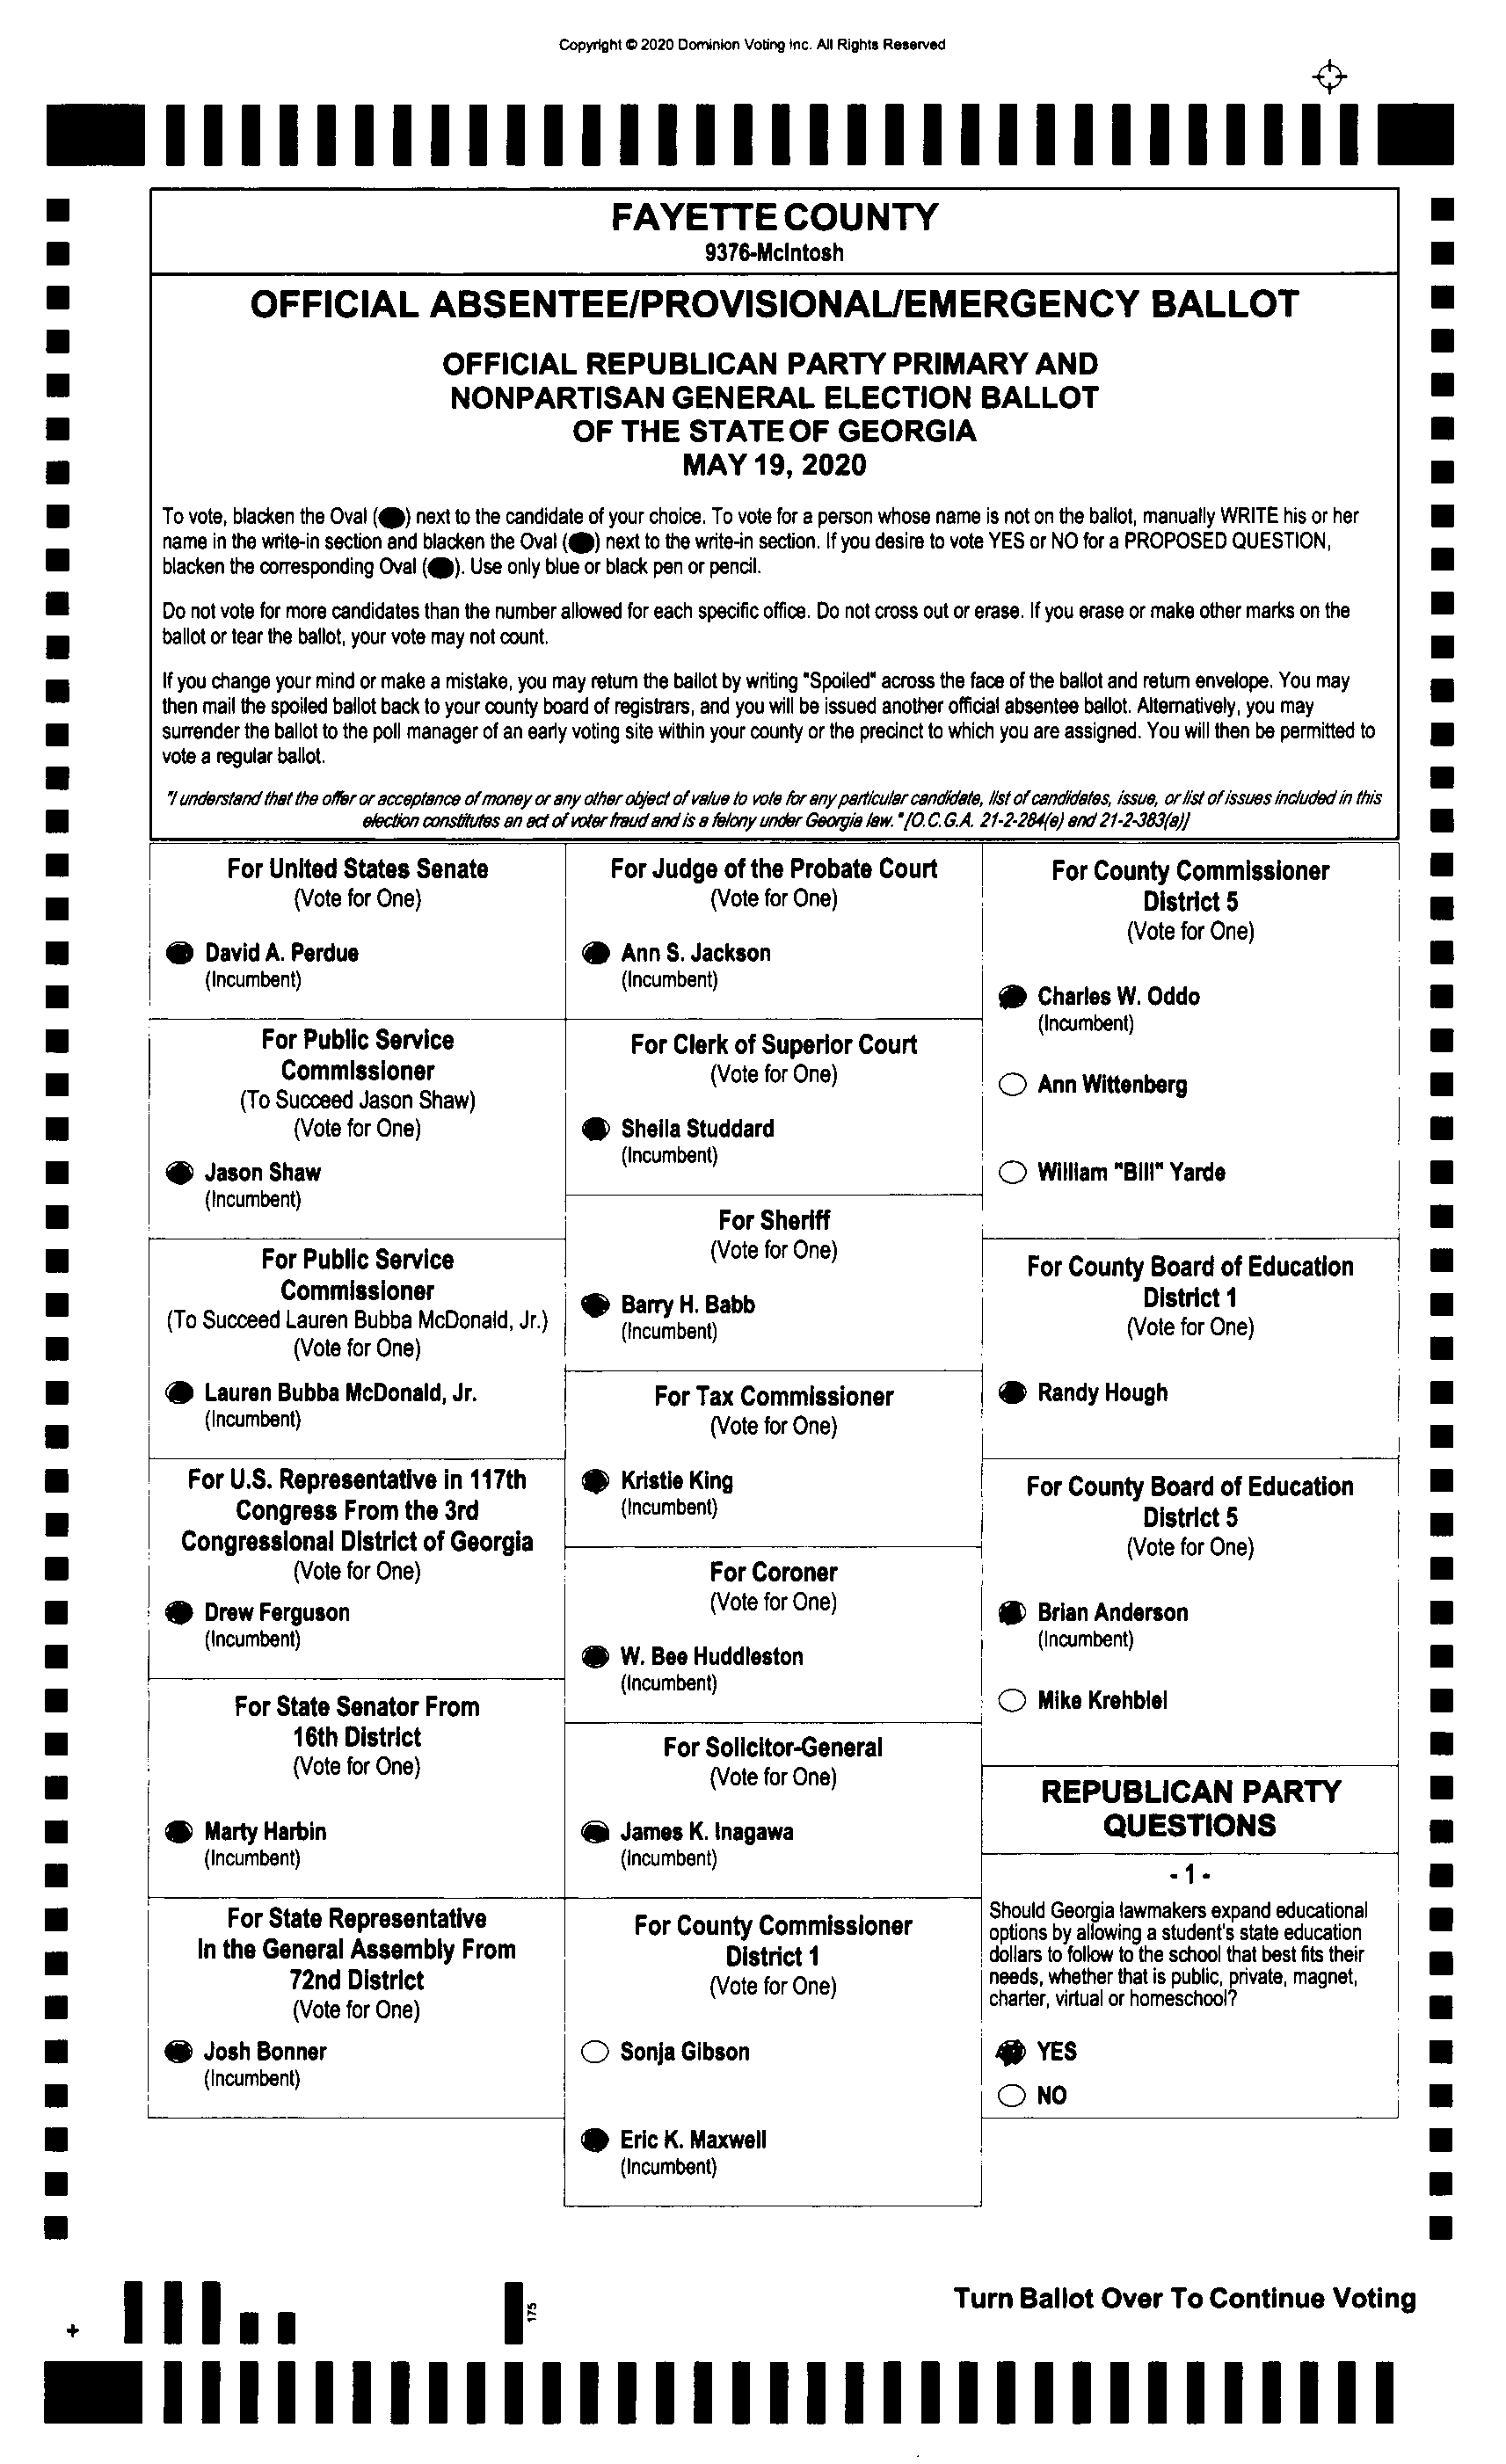 Copyright © 2020 Dominion Voting Inc. All Rights Reserved
FAYETTE COUNTY
9376-McIntosh
OFFICIAL ABSENTEE/PROVISIONAL/EMERGENCY BALLOT
OFFICIAL REPUBLICAN PARTY PRIMARY AND
NONPARTISAN GENERAL ELECTION BALLOT
OF THE STATE OF GEORGIA
MAY 19, 2020
To vote, blacken the Oval (●) next to the candidate of your choice. To vote for a person whose name is not on the ballot, manually WRITE his or her
name in the write-in section and blacken the Oval (●) next to the write-in section. If you desire to vote YES or NO for a PROPOSED QUESTION,
blacken the corresponding Oval (●). Use only blue or black pen or pencil.
Do not vote for more candidates than the number allowed for each specific office. Do not cross out or erase. If you erase or make other marks on the
ballot or tear the ballot, your vote may not count.
If you change your mind or make a mistake, you may return the ballot by writing "Spoiled" across the face of the ballot and return envelope. You may
then mail the spoiled ballot back to your county board of registrars, and you will be issued another official absentee ballot. Alternatively, you may
surrender the ballot to the poll manager of an early voting site within your county or the precinct to which you are assigned. You will then be permitted to
vote a regular ballot.
"I understand that the offer or acceptance of money or any other object of value to vote for any particular candidate, list of candidates, issue, or list of issues included in this
election constitutes an act of voter fraud and is a felony under Georgia law." [O.C.G.A. 21-2-284(e) and 21-2-383(a)]
For United States Senate
(Vote for One)
David A. Perdue
(Incumbent)
For Public Service
Commissioner
(To Succeed Jason Shaw)
(Vote for One)
Jason Shaw
(Incumbent)
For Public Service
Commissioner
(To Succeed Lauren Bubba McDonald, Jr.)
(Vote for One)
Lauren Bubba McDonald, Jr.
(Incumbent)
For U.S. Representative in 117th
Congress From the 3rd
Congressional District of Georgia
(Vote for One)
Drew Ferguson
(Incumbent)
For State Senator From
16th District
(Vote for One)
Marty Harbin
(Incumbent)
For State Representative
In the General Assembly From
72nd District
(Vote for One)
Josh Bonner
(Incumbent)
For Judge of the Probate Court
(Vote for One)
Ann S. Jackson
(Incumbent)
For Clerk of Superior Court
(Vote for One)
Sheila Studdard
(Incumbent)
For Sheriff
(Vote for One)
Barry H. Babb
(Incumbent)
For Tax Commissioner
(Vote for One)
Kristie King
(Incumbent)
For Coroner
(Vote for One)
W. Bee Huddleston
(Incumbent)
For Solicitor-General
(Vote for One)
James K. Inagawa
(Incumbent)
For County Commissioner
District 1
(Vote for One)
Sonja Gibson
Eric K. Maxwell
(Incumbent)
For County Commissioner
District 5
(Vote for One)
Charles W. Oddo
(Incumbent)
Ann Wittenberg
William "Bill" Yarde
For County Board of Education
District 1
(Vote for One)
Randy Hough
For County Board of Education
District 5
(Vote for One)
Brian Anderson
(Incumbent)
Mike Krehbiel
REPUBLICAN PARTY
QUESTIONS
- 1 -
Should Georgia lawmakers expand educational
options by allowing a student's state education
dollars to follow to the school that best fits their
needs, whether that is public, private, magnet,
charter, virtual or homeschool?
YES
NO
Turn Ballot Over To Continue Voting
175